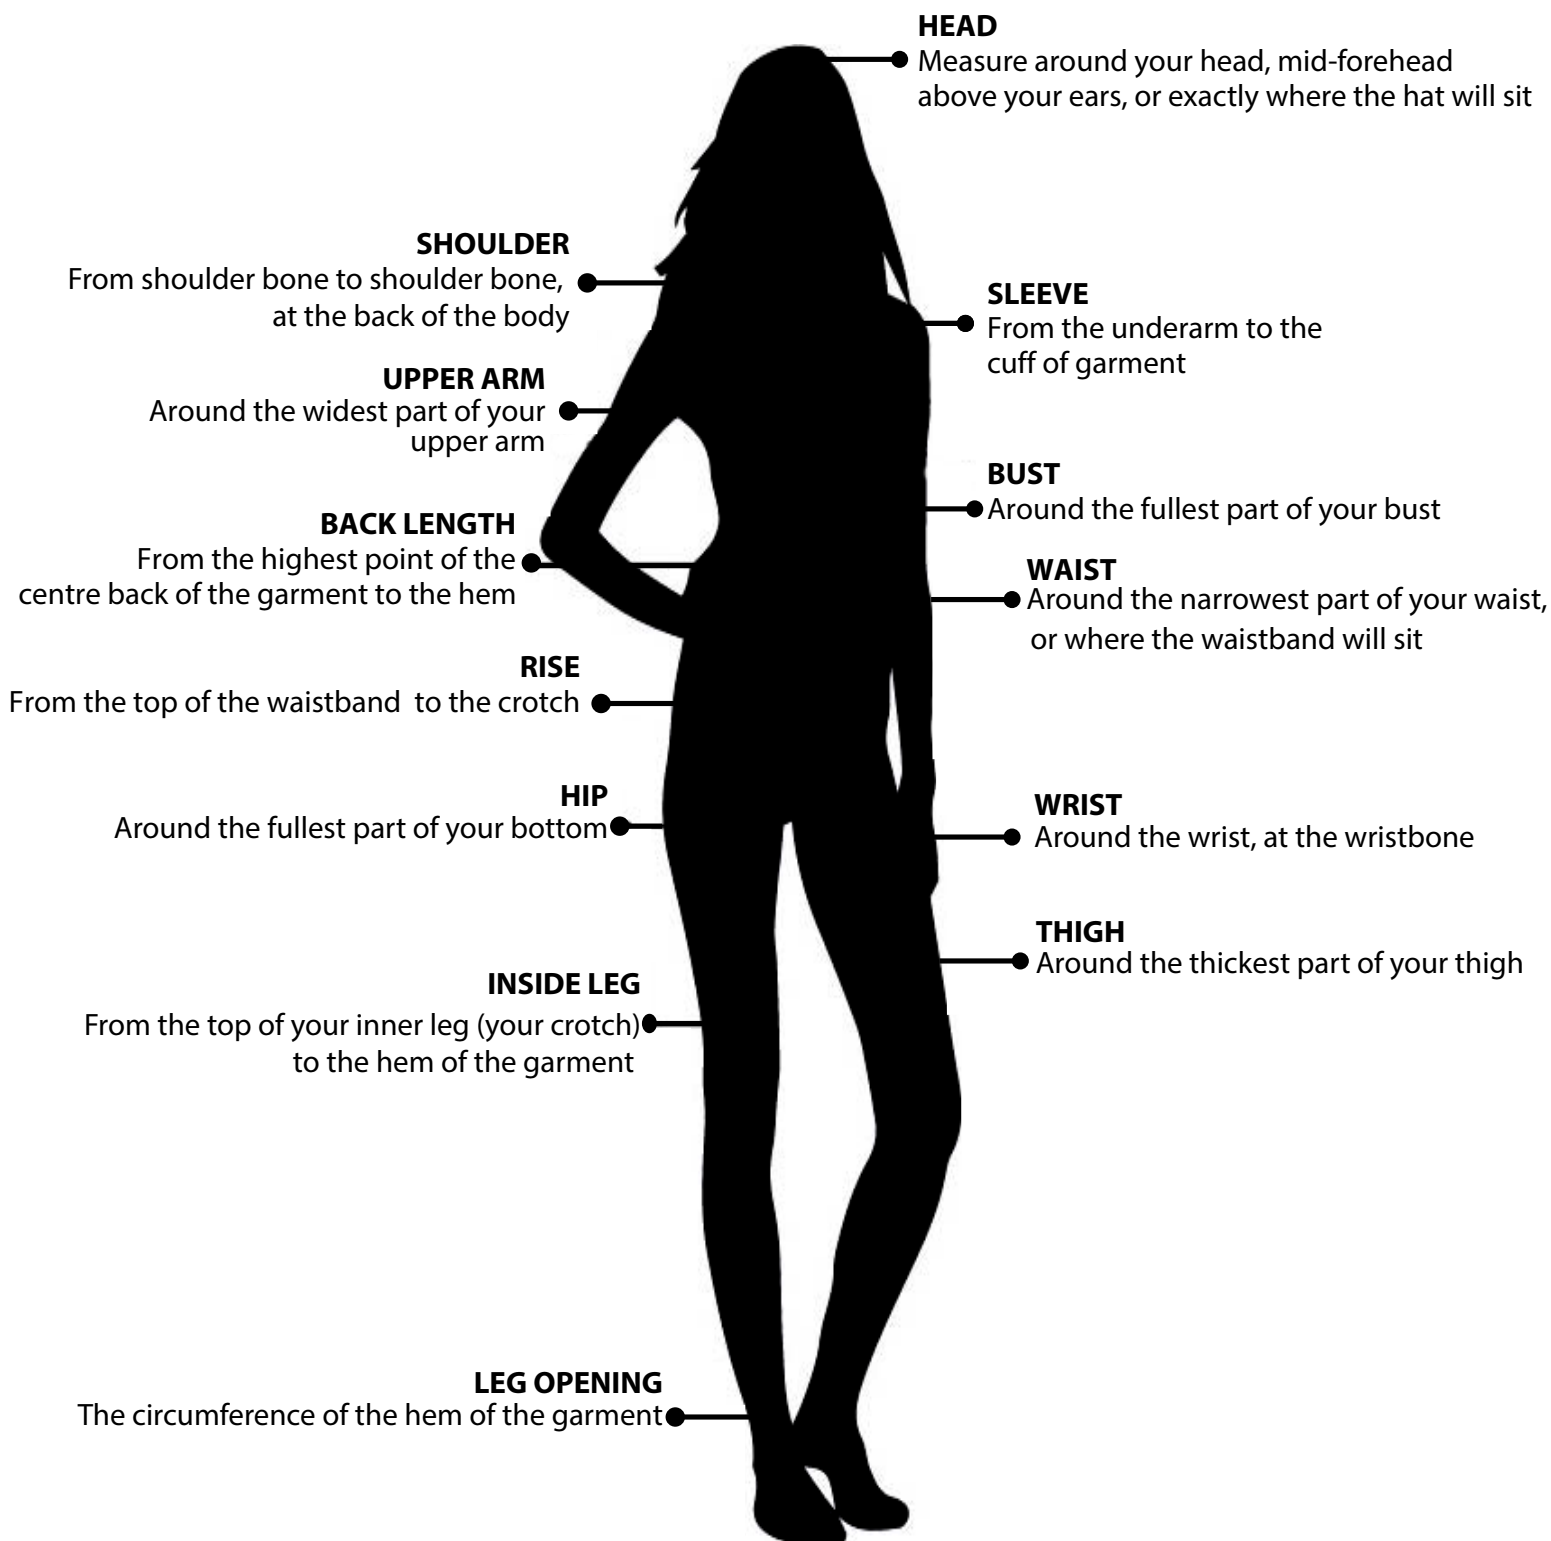 HEAD
Measure around your head, mid-forehead
above your ears, or exactly where the hat will sit
SHOULDER
From shoulder bone to shoulder bone,
at the back of the body
SLEEVE
From the underarm to the
cuff of garment
UPPER ARM
Around the widest part of your
upper arm
BUST
Around the fullest part of your bust
BACK LENGTH
From the highest point of the
centre back of the garment to the hem
WAIST
Around the narrowest part of your waist,
or where the waistband will sit
RISE
From the top of the waistband  to the crotch
HIP
Around the fullest part of your bottom
WRIST
Around the wrist, at the wristbone
THIGH
Around the thickest part of your thigh
INSIDE LEG
From the top of your inner leg (your crotch)
to the hem of the garment
LEG OPENING
The circumference of the hem of the garment